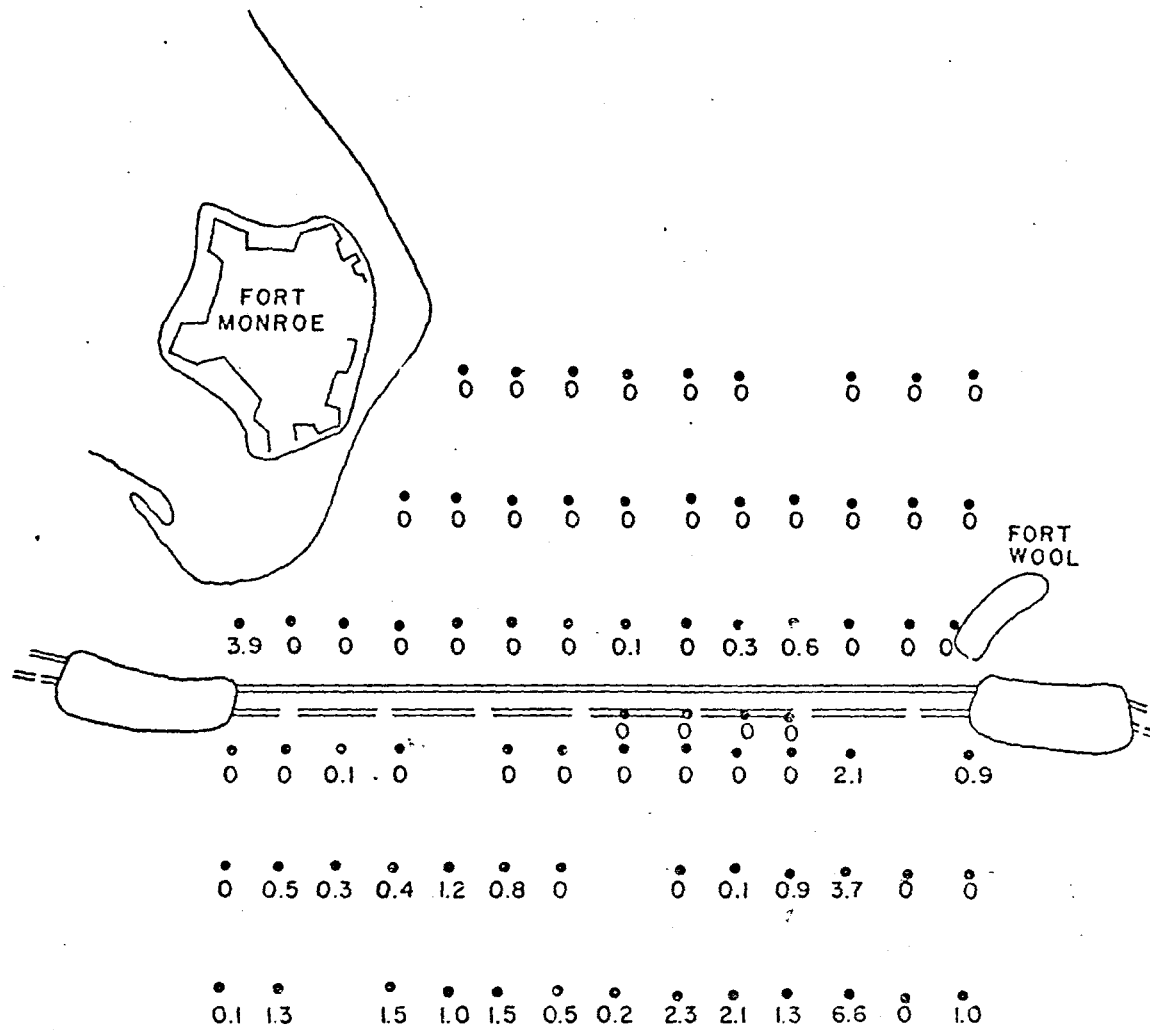 FORT
MONROE
0 0 0 0 0 0 0 0 0
0 0 0 0 0 0 0 0 0 0 0
FORT
WOOL
3.9 0 0 0 0 0 0 0.1 0 0.3 0.6 0 0 0
0 0 0 0
0 0 0.1 0 0 0 0 0 0 0 2.1 0.9
0 0.5 0.3 0.4 1.2 0.8 0 0 0.1 0.9 3.7 0 0
0.1 1.3 1.5 1.0 1.5 0.5 0.2 2.3 2.1 1.3 6.6 0 1.0